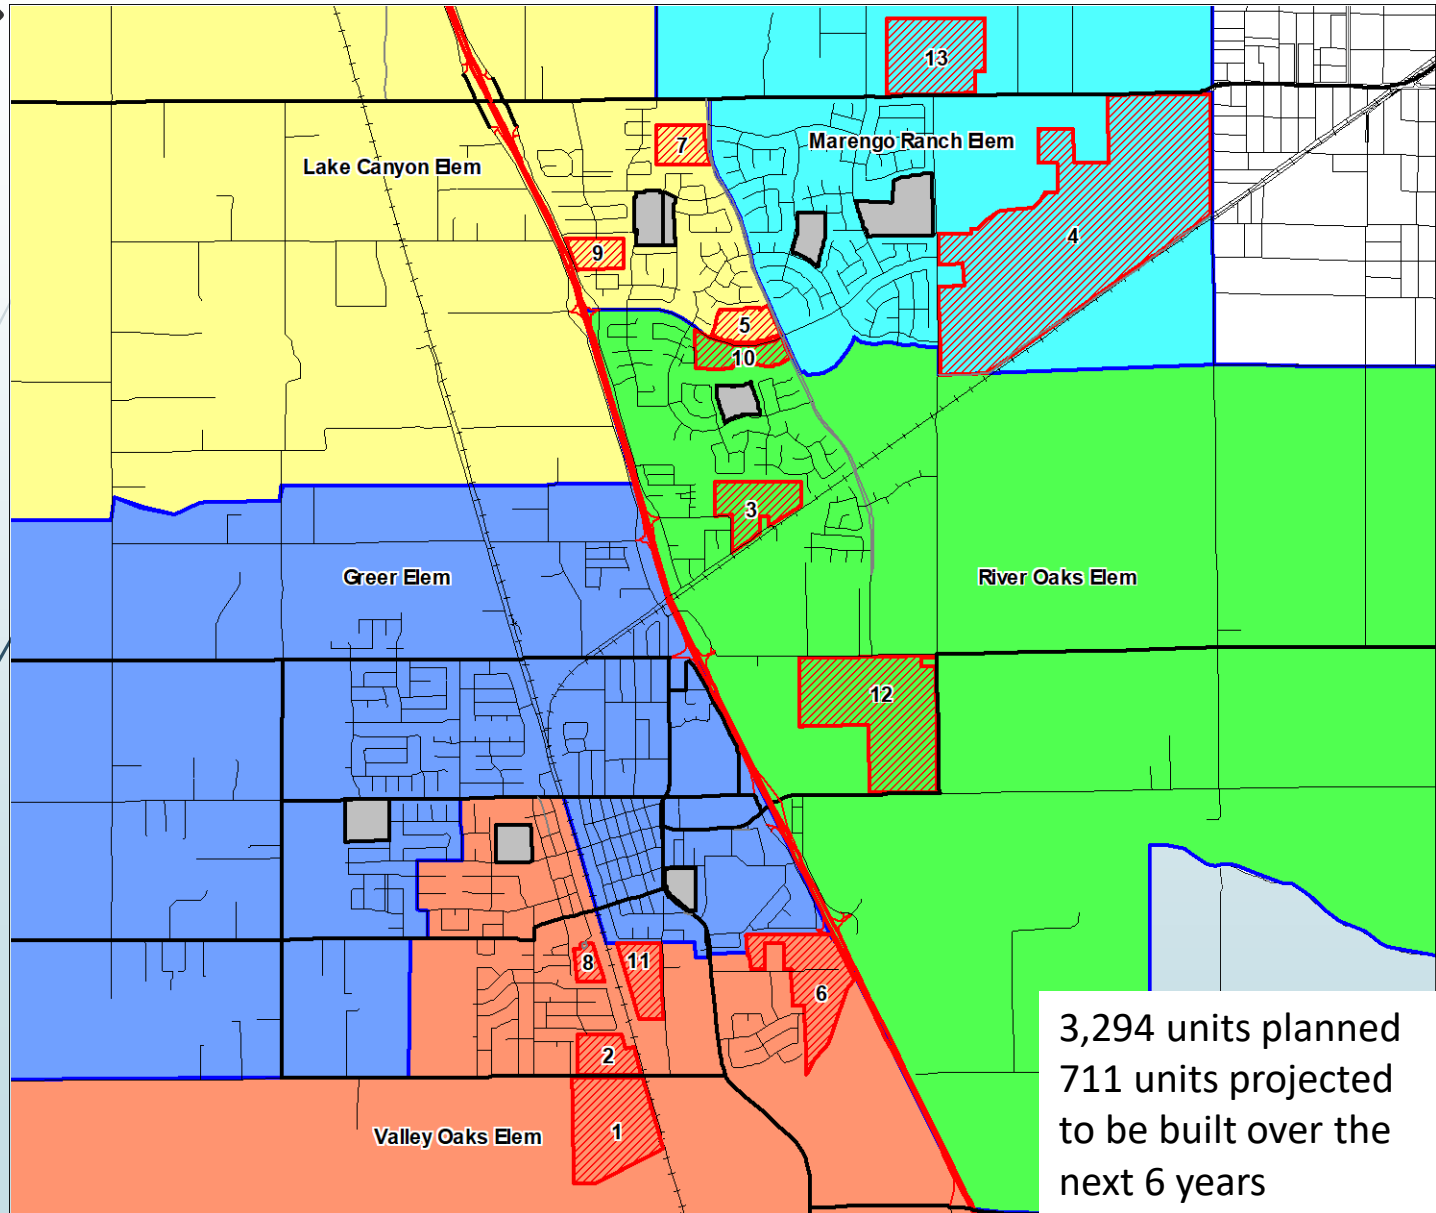 13
7
Marengo Ranch Elem
Lake Canyon Elem
4
9
5
10
3
Greer Elem
River Oaks Elem
12
8
11
6
2
1
Valley Oaks Elem
3,294 units planned
711 units projected
to be built over the
next 6 years